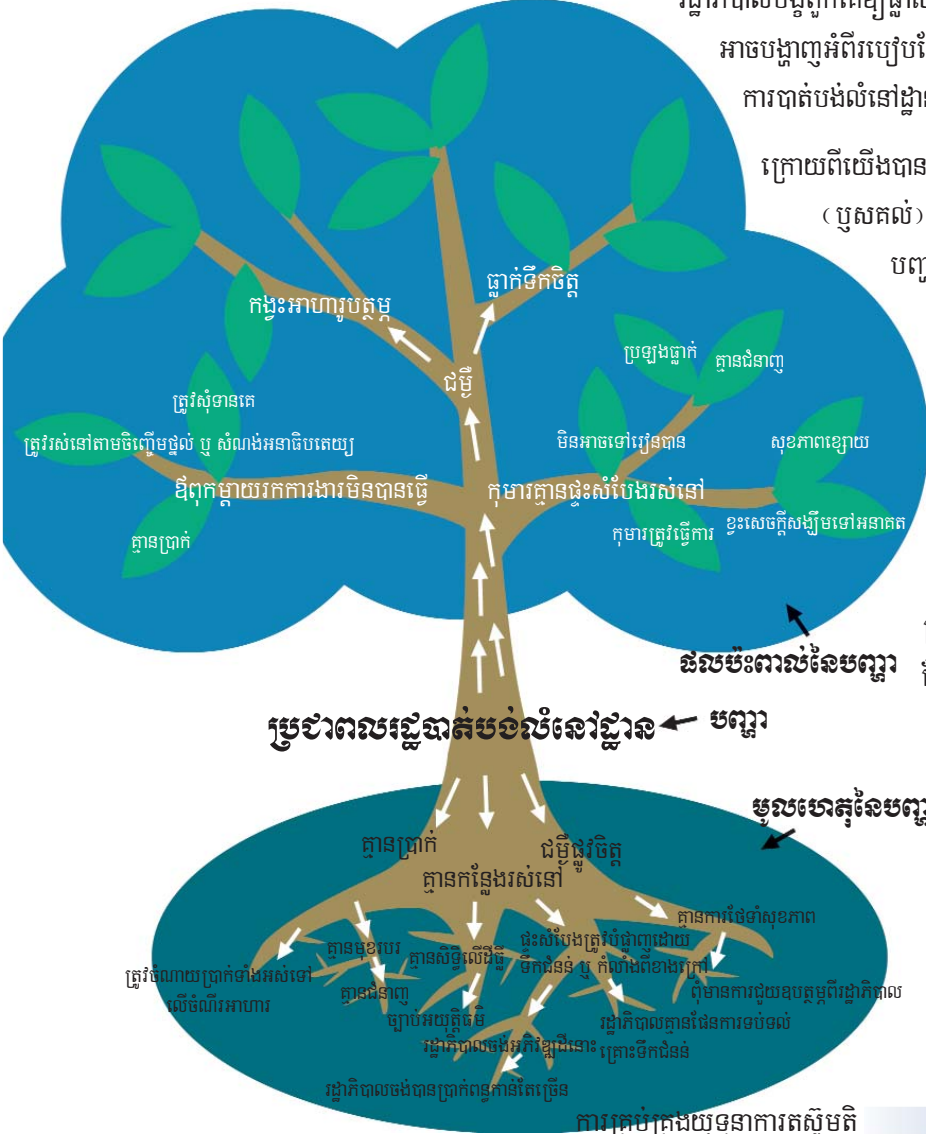 អាចបង្ហាញអំពីរបៀប
ការបាត់បង់លំនៅដ្ឋាន
ក្រោយពីយើងបាន
(ឫសគល់)
ធ្លាក់ទឹកចិត្ត
កង្វះអាហារូបត្ថម្ភ
ជម្ងឺ
ប្រឡងធ្លាក់
គ្មានជំនាញ
ត្រូវសុំទានគេ
ត្រូវរស់នៅតាមចិញ្ចើមថ្នល់ ឬ សំណង់អនាធិបតេយ្យ
មិនអាចទៅរៀនបាន
សុខភាពខ្សោយ
ឪពុកម្តាយរកការងារមិនបានធ្វើ
កុមារគ្មានផ្ទះសំបែងរស់នៅ
គ្មានប្រាក់
កុមារត្រូវធ្វើការ
ខ្វះសេចក្តីសង្ឃឹមទៅអនាគត
ផលប៉ះពាល់នៃបញ្ហា
ប្រជាពលរដ្ឋបាត់បង់លំនៅដ្ឋាន
បញ្ហា
មូលហេតុនៃបញ្ហា
គ្មានប្រាក់
ជម្ងឺផ្លូវចិត្ត
គ្មានកន្លែងរស់នៅ
គ្មានការថែទាំសុខភាព
គ្មានមុខរបរ
គ្មានសិទ្ធិលើដីធ្លី
ផ្ទះសំបែងត្រូវបំផ្លាញដោយ
ទឹកជំនន់ ឬ កំលាំងពីខាងក្រៅ
ត្រូវចំណាយប្រាក់ទាំងអស់ទៅ
លើចំណីរអាហារ
គ្មានជំនាញ
ពុំមានការជួយឧបត្ថម្ភពីរដ្ឋាភិបាល
ច្បាប់អយុត្តិធម៌
រដ្ឋាភិបាលគ្មានផែនការទប់ទល់
គ្រោះទឹកជំនន់
រដ្ឋាភិបាលចង់អភិវឌ្ឍដីនោះ
រដ្ឋាភិបាលចង់បានប្រាក់ពន្ធកាន់តែច្រើន
ការគ្រប់គ្រងយុទ្ធនាការតស៊ូមតិ